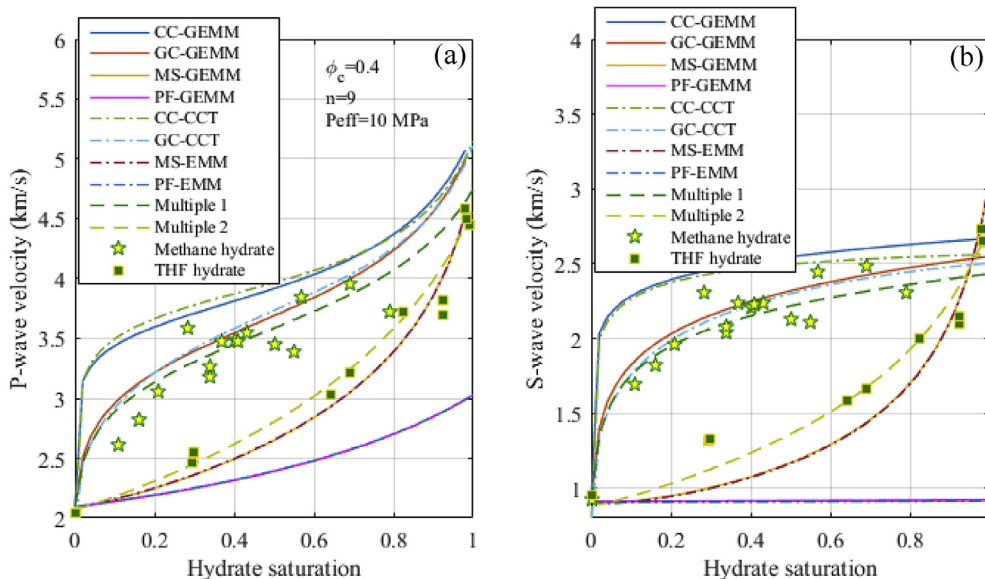 CC-GEMM
GC-GEMM
MS-GEMM
PF-GEMM
CC-CCT
GC-CCT
MS-EMM
PF-EMM
Multiple 1
Multiple 2
Methane hydrate
THF hydrate
(a)
ϕc=0.4
n=9
Peff=10 MPa
6
5.5
5
4.5
4
3.5
3
2.5
2
P-wave velocity (km/s)
0
0.2
0.4
0.6
0.8
1
Hydrate saturation
CC-GEMM
GC-GEMM
MS-GEMM
PF-GEMM
CC-CCT
GC-CCT
MS-EMM
PF-EMM
Multiple 1
Multiple 2
Methane hydrate
THF hydrate
(b)
4
3.5
3
2.5
2
1.5
1
S-wave velocity (km/s)
0
0.2
0.4
0.6
0.8
Hydrate saturation